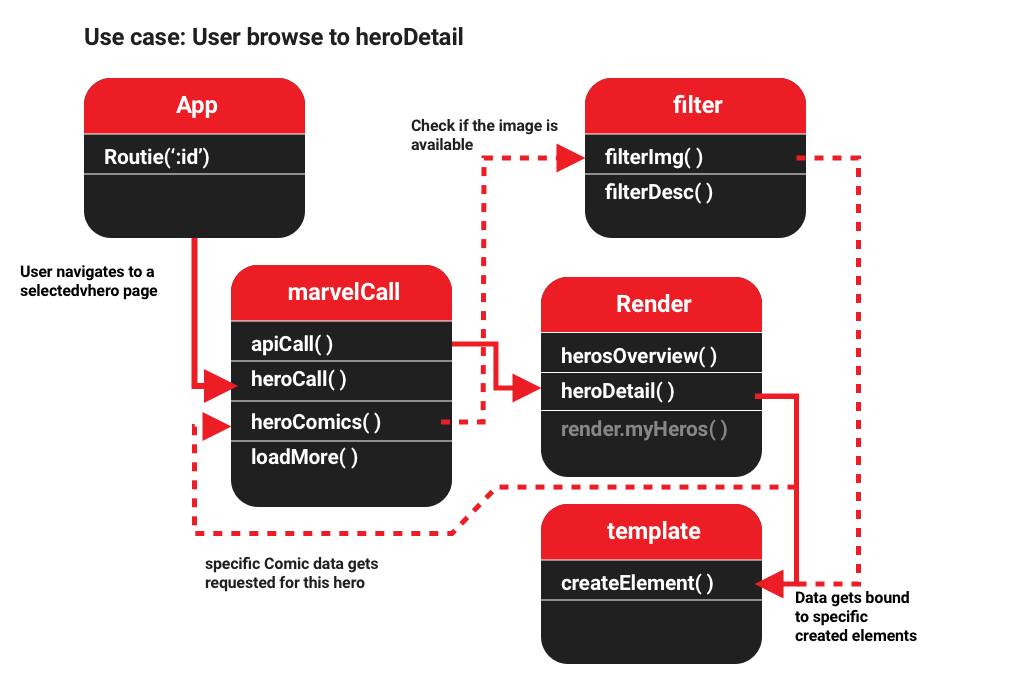 Use case: User browse to heroDetail
App
Routie(‘:id’)
filter
filterImg( )
filterDesc( )
Check if the image is
available
User navigates to a
selectedvhero page
marvelCall
apiCall( )
heroCall( )
heroComics( )
loadMore( )
Render
herosOverview( )
heroDetail( )
render.myHeros( )
specific Comic data gets
requested for this hero
template
createElement( )
Data gets bound
to specific
created elements